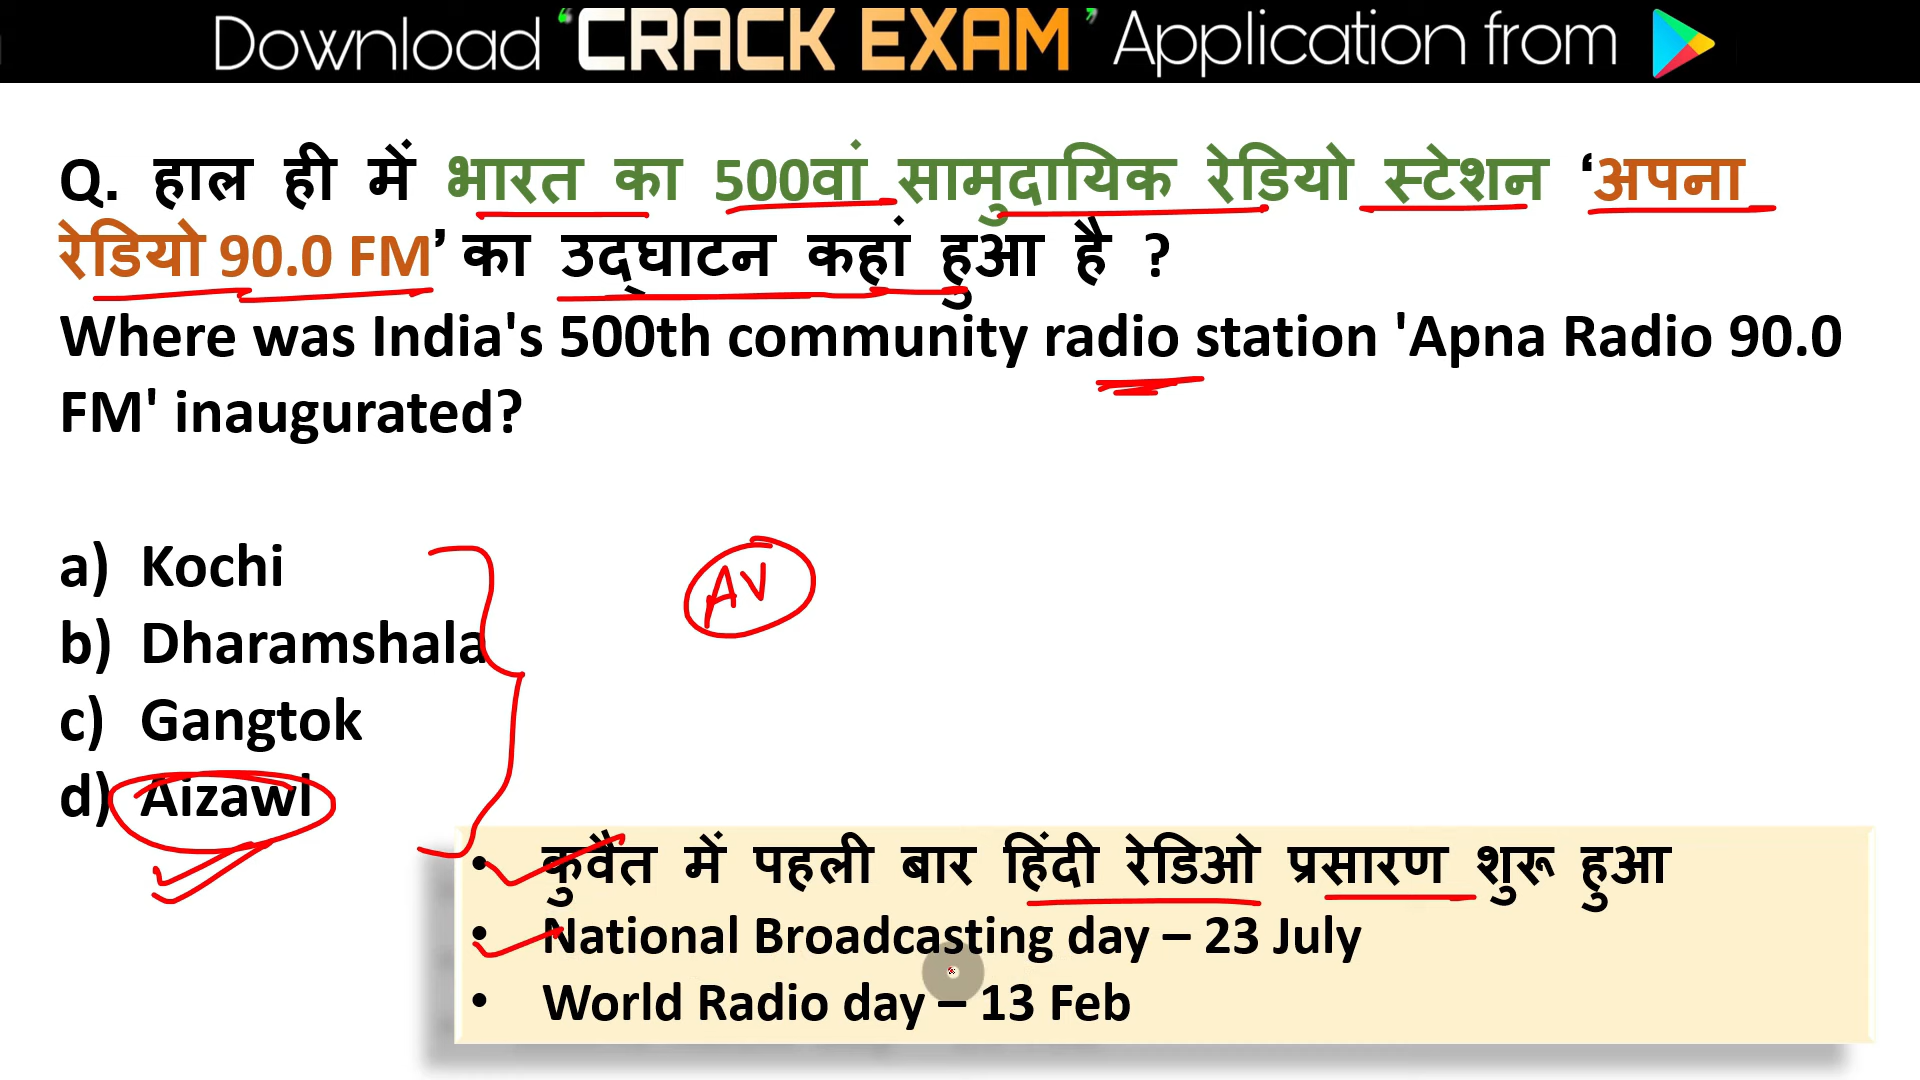 Download ‘CRACK EXAM’ Application from
Q. हाल ही में भारत का 500वां सामुदायिक रेडियो स्टेशन ‘अपना
रेडियो 90.0 FM’ का उद्घाटन कहां हुआ है ?
Where was India's 500th community radio station 'Apna Radio 90.0
FM' inaugurated?
a) Kochi
AV
b) Dharamshala
c) Gangtok
d) Aizawl
• कुवैत में पहली बार हिंदी रेडिओ प्रसारण शुरू हुआ
• National Broadcasting day – 23 July
• World Radio day – 13 Feb